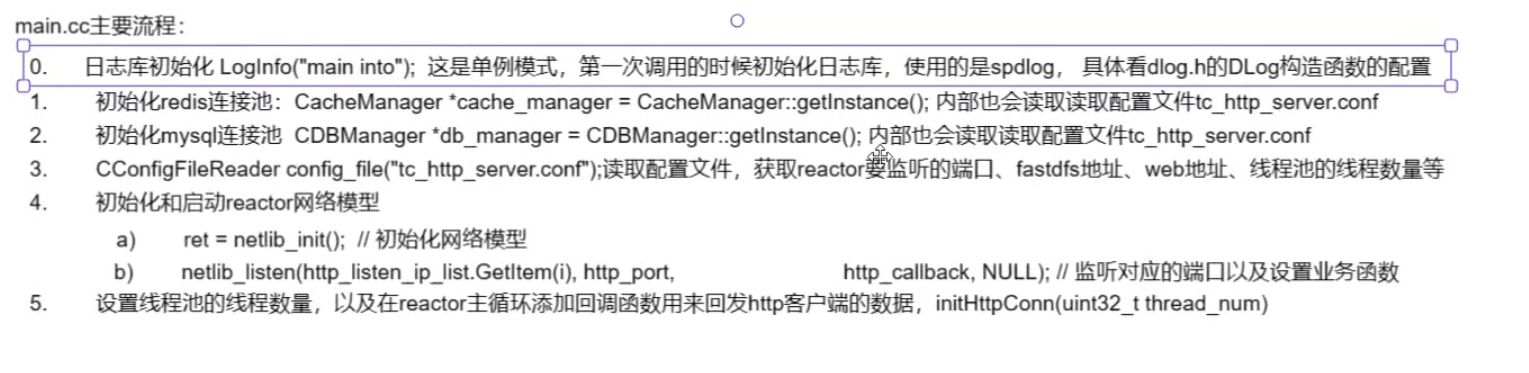 main.cc主要流程：
0. 日志库初始化 LogInfo("main into"); 这是单例模式，第一次调用的时候初始化日志库，使用的是spdlog， 具体看dlog.h的DLog构造函数的配置
1. 初始化redis连接池：CacheManager *cache_manager = CacheManager::getInstance(); 内部也会读取读取配置文件tc_http_server.conf
2. 初始化mysql连接池 CDBManager *db_manager = CDBManager::getInstance(); 内部也会读取读取配置文件tc_http_server.conf
3. CConfigFileReader config_file("tc_http_server.conf");读取配置文件，获取reactor要监听的端口、fastdfs地址、web地址、线程池的线程数量等
4. 初始化和启动reactor网络模型
a) ret = netlib_init(); // 初始化网络模型
b) netlib_listen(http_listen_ip_list.GetItem(i), http_port, http_callback, NULL); // 监听对应的端口以及设置业务函数
5. 设置线程池的线程数量，以及在reactor主循环添加回调函数用来回发http客户端的数据，initHttpConn(uint32_t thread_num)